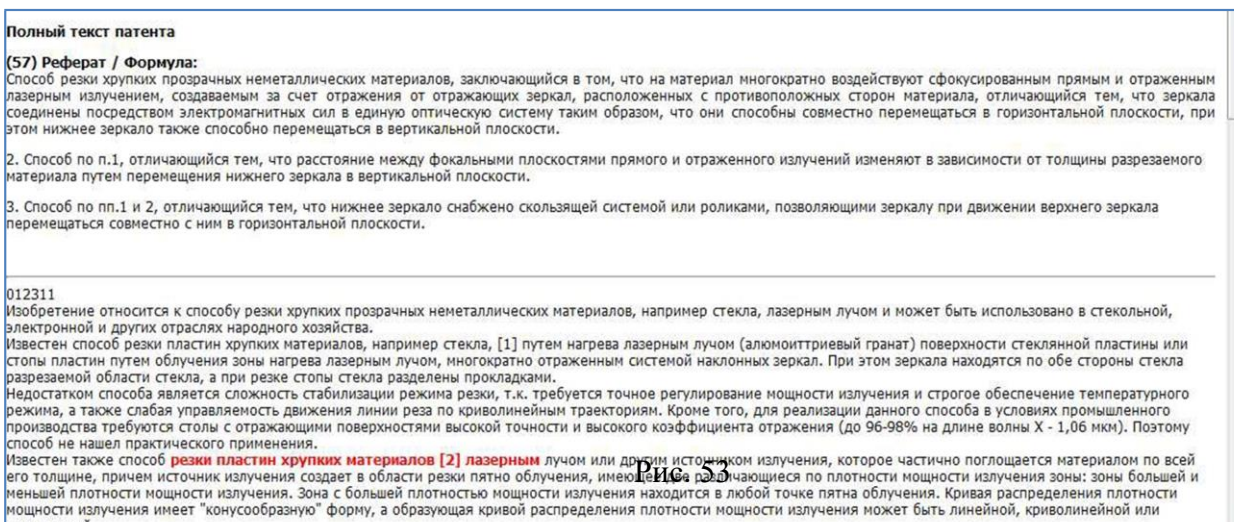 Полный текст патента
(57) Реферат / Формула:
Способ резки хрупких прозрачных неметаллических материалов, заключающийся в том, что на материал многократно воздействуют сфокусированным прямым и отраженным
лазерным излучением, создаваемым за счет отражения от отражающих зеркал, расположенных с противоположных сторон материала, отличающийся тем, что зеркала
соединены посредством электромагнитных сил в единую оптическую систему таким образом, что они способны совместно перемещаться в горизонтальной плоскости, при
этом нижнее зеркало также способно перемещаться в вертикальной плоскости.
2. Способ по п.1, отличающийся тем, что расстояние между фокальными плоскостями прямого и отраженного излучений изменяют в зависимости от толщины разрезаемого
материала путем перемещения нижнего зеркала в вертикальной плоскости.
3. Способ по пп.1 и 2, отличающийся тем, что нижнее зеркало снабжено скользящей системой или роликами, позволяющими зеркалу при движении верхнего зеркала
перемещаться совместно с ним в горизонтальной плоскости.
012311
Изобретение относится к способу резки хрупких прозрачных неметаллических материалов, например стекла, лазерным лучом и может быть использовано в стекольной,
электронной и других отраслях народного хозяйства.
Известен способ резки пластин хрупких материалов, например стекла, [1] путем нагрева лазерным лучом (алюмоиттриевый гранат) поверхности стеклянной пластины или
стопы пластин путем облучения зоны нагрева лазерным лучом, многократно отраженным системой наклонных зеркал. При этом зеркала находятся по обе стороны стекла
разрезаемой области стекла, а при резке стопы стекла разделены прокладками.
Недостатком способа является сложность стабилизации режима резки, т.к. требуется точное регулирование мощности излучения и строгое обеспечение температурного
режима, а также слабая управляемость движения линии реза по криволинейным траекториям. Кроме того, для реализации данного способа в условиях промышленного
производства требуются столы с отражающими поверхностями высокой точности и высокого коэффициента отражения (до 96-98% на длине волны X - 1,06 мкм). Поэтому
способ не нашел практического применения.
Известен также способ резки пластин хрупких материалов [2] лазерным лучом или другим источником излучения, которое частично поглощается материалом по всей
его толщине, причем источник излучения создает в области резки пятно облучения, имеющее две различающиеся по плотности мощности излучения зоны: зоны большей и
Рис. 53
меньшей плотности мощности излучения. Зона с большей плотностью мощности излучения находится в любой точке пятна облучения. Кривая распределения плотности
мощности излучения имеет "конусообразную" форму, а образующая кривой распределения плотности мощности излучения может быть линейной, криволинейной или